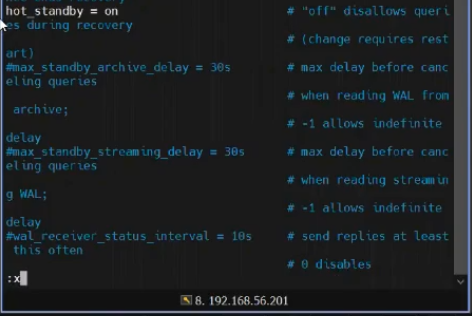 hot_standby = on # "off" disallows queri
es during recovery
# (change requires rest
art)
#max_standby_archive_delay = 30s # max delay before canc
eling queries
# when reading WAL from
archive;
# -1 allows indefinite
delay
#max_standby_streaming_delay = 30s # max delay before canc
eling queries
# when reading streamin
g WAL;
# -1 allows indefinite
delay
#wal_receiver_status_interval = 10s # send replies at least
this often
# 0 disables
:x
8. 192.168.56.201